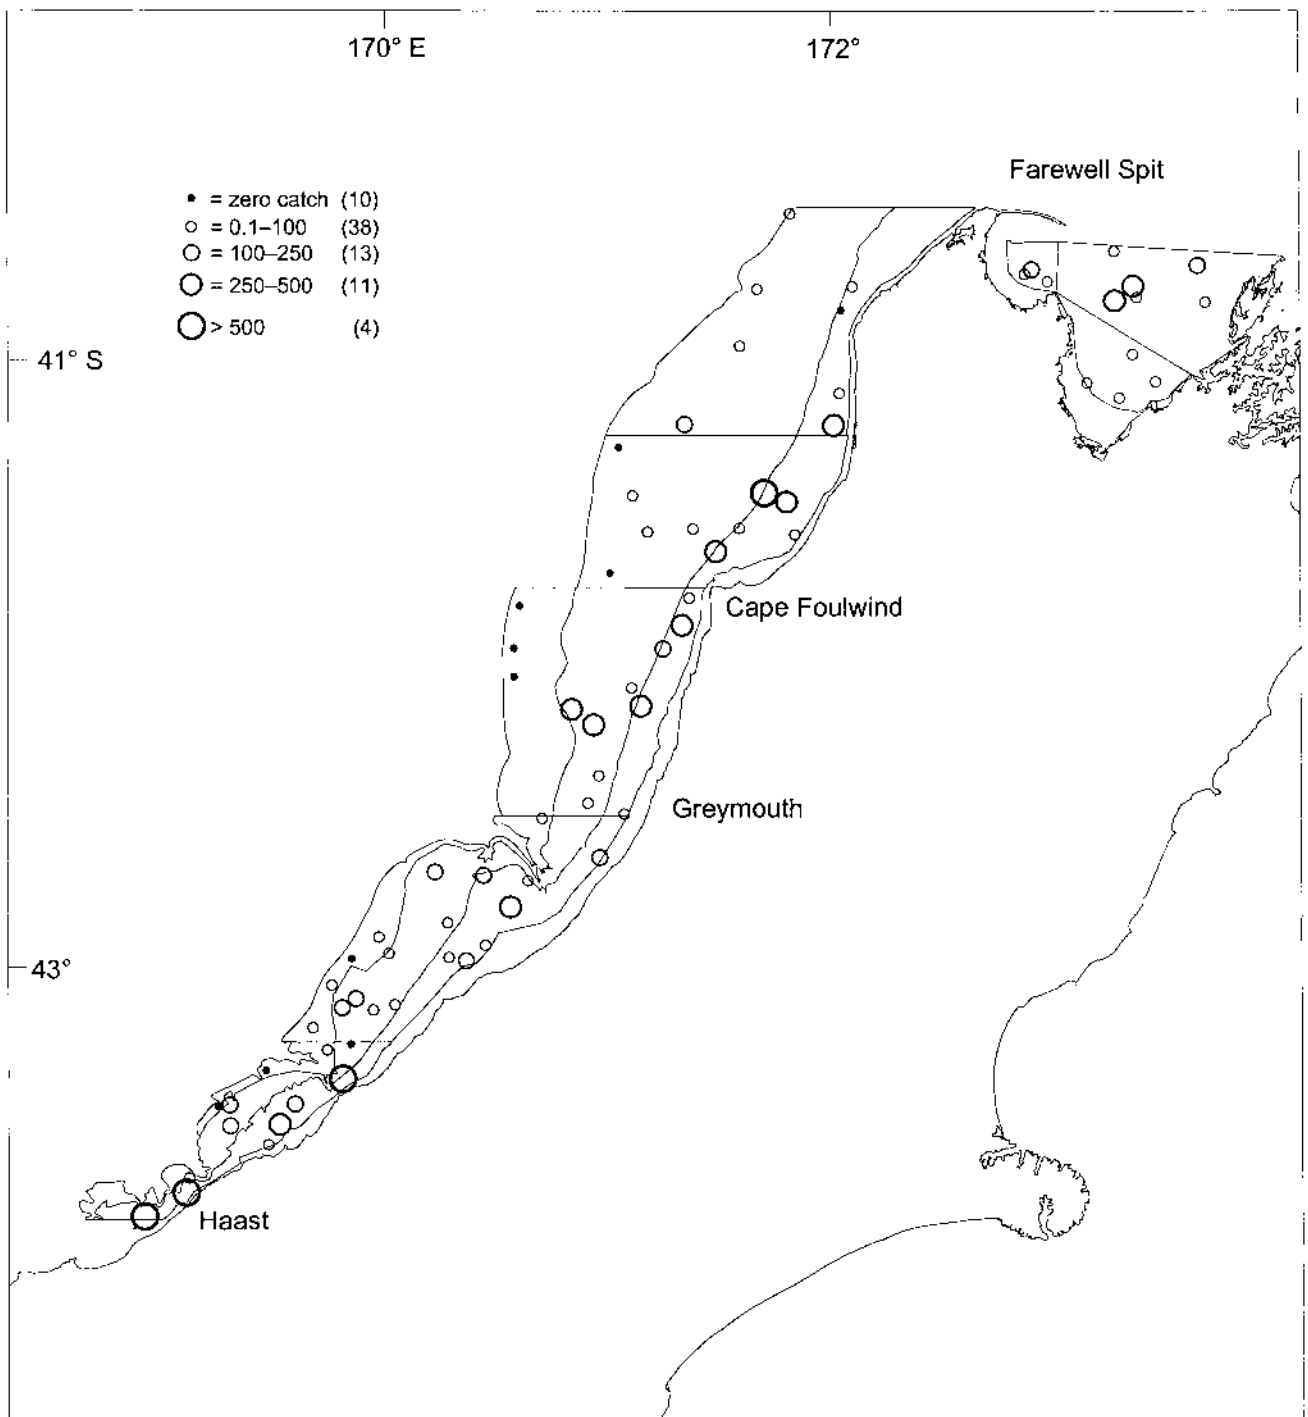 170° E
172°
Farewell Spit
• = zero catch (10)
○ = 0.1–100 (38)
○ = 100–250 (13)
○ = 250–500 (11)
○ > 500 (4)
41° S
Cape Foulwind
Greymouth
43°
Haast